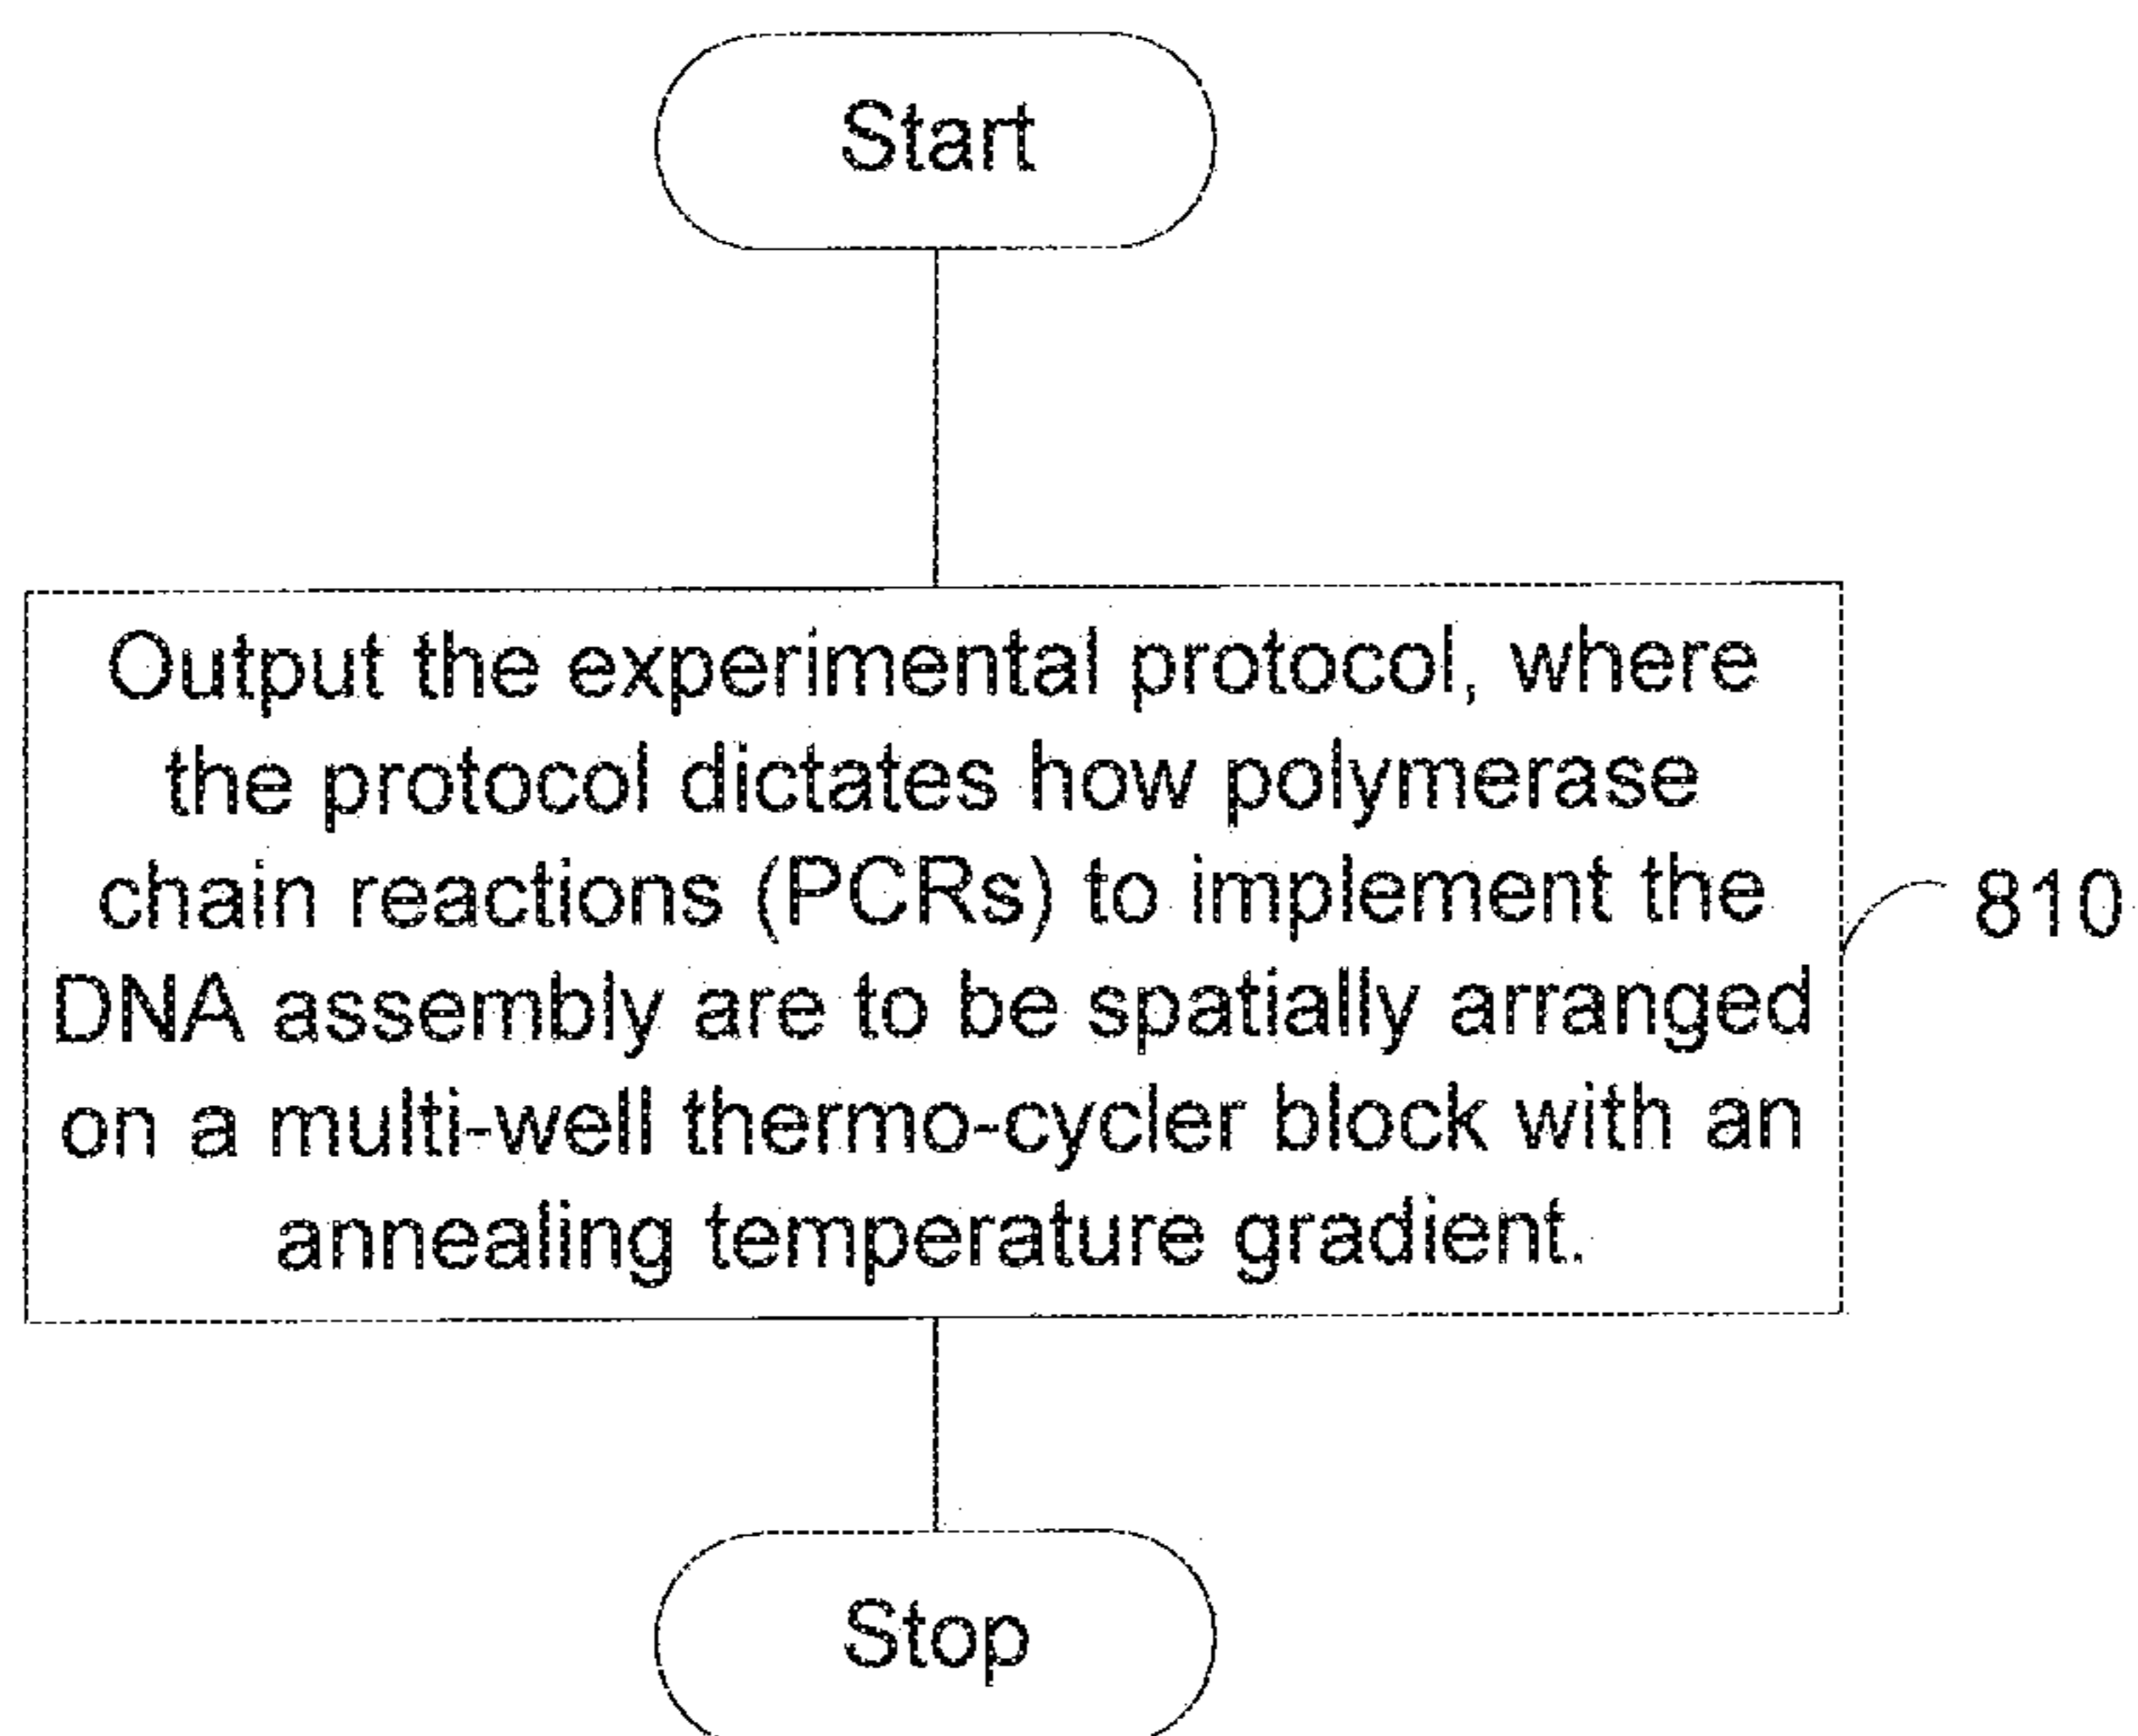 Start
Output the experimental protocol, where
the protocol dictates how polymerase
chain reactions (PCRs) to implement the
DNA assembly are to be spatially arranged
on a multi-well thermo-cycler block with an
annealing temperature gradient.
810
Stop